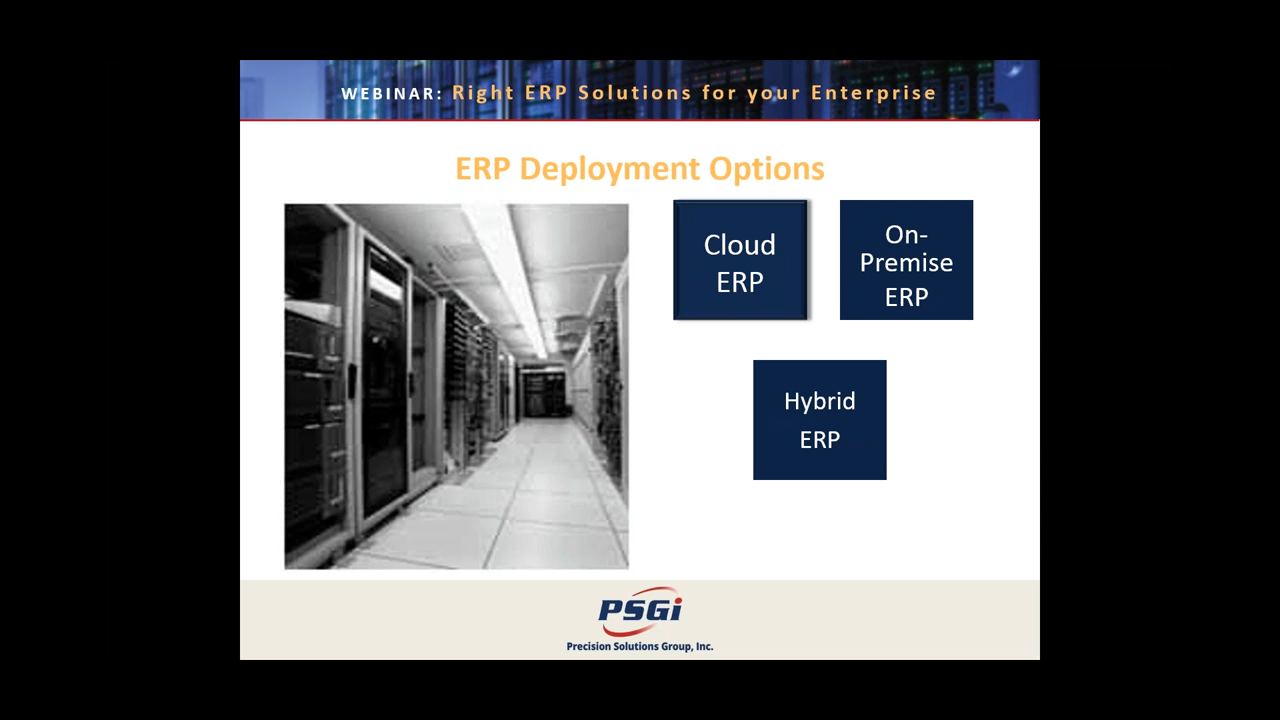 WEBINAR: Right ERP Solutions for your Enterprise
ERP Deployment Options
Cloud
ERP
On-
Premise
ERP
Hybrid
ERP
PSGi
Precision Solutions Group, Inc.